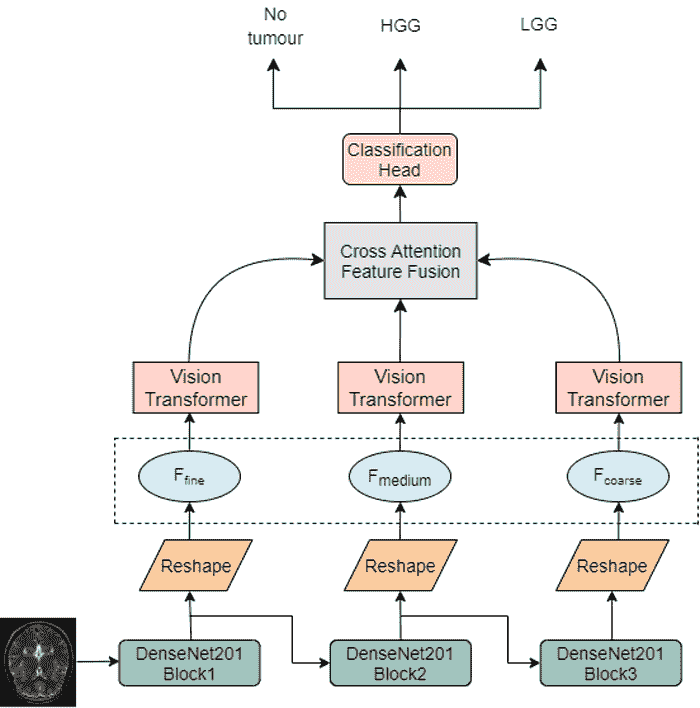 No
tumour
HGG
LGG
Classification
Head
Cross Attention
Feature Fusion
Vision
Transformer
Vision
Transformer
Vision
Transformer
Ffine
Fmedium
Fcoarse
Reshape
Reshape
Reshape
DenseNet201
Block1
DenseNet201
Block2
DenseNet201
Block3